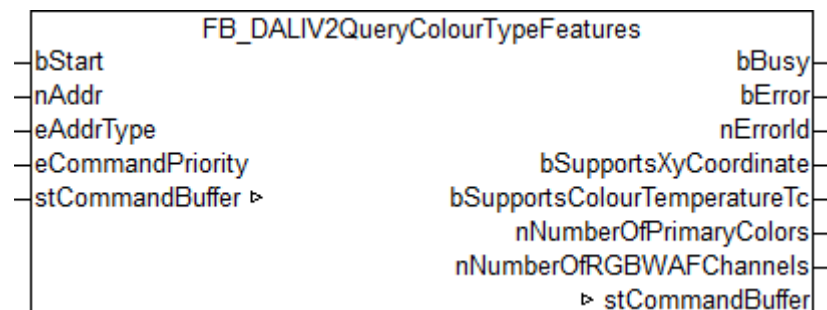 FB_DALIV2QueryColourTypeFeatures
bStart bBusy
nAddr bError
eAddrType nErrorId
eCommandPriority bSupportsXyCoordinate
stCommandBuffer bSupportsColourTemperatureTc
nNumberOfPrimaryColors
nNumberOfRGBWAFChannels
stCommandBuffer